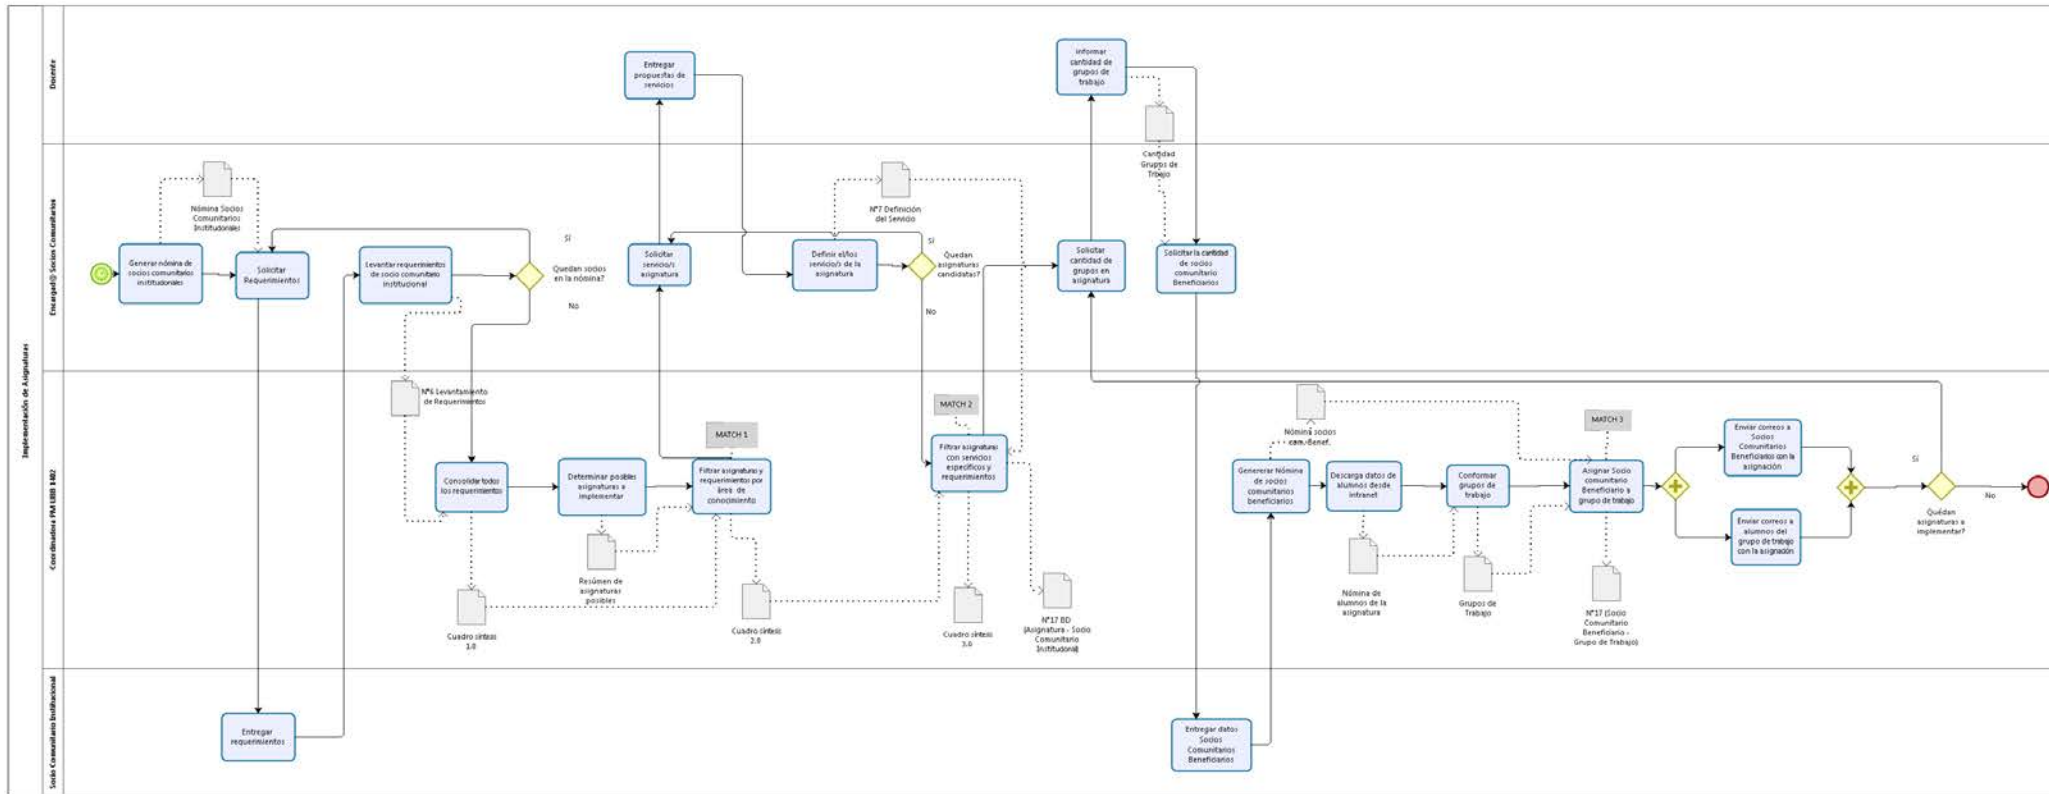 Implementación de Asignaturas
Docente
Entregar
propuestas de
servicios
Informar
cantidad de
grupos de
trabajo
Cantidad
Grupos de
Trbajo
Encargad@ Socios Comunitarios
Nómina Socios
Comunitarios
Institucionales
Generar nómina de
socios comunitarios
institucionales
Solicitar
Requerimientos
Levantar requerimientos
de socio comunitario
institucional
Sí
Quedan socios
en la nómina?
No
Solicitar
servicio/s
asignatura
Definir el/los
servicio/s de la
asignatura
N°7 Definición
del Servicio
Sí
Quedan
asignaturas
candidatas?
No
Solicitar
cantidad de
grupos en
asignatura
Solicitar la cantidad
de socios
comunitario
Beneficiarios
N°6 Levantamiento
de Requerimientos
Consolidar todos
los requerimientos
Determinar posibles
asignaturas a
implementar
MATCH 1
Filtrar asignaturas y
requerimientos por
área de
conocimiento
MATCH 2
Filtrar asignaturas
con servicios
específicos y
requerimientos
Resúmen de
asignaturas
posibles
Cuadro síntesis
1.0
Cuadro síntesis
2.0
Cuadro síntesis
3.0
N°17 BD
(Asignatura - Socio
Comunitario
Institucional)
Nómina socios
com.-Benef.
Genererar Nómina
de socios
comunitarios
beneficiarios
Descarga datos de
alumnos desde
intranet
Conformar
grupos de
trabajo
MATCH 3
Asignar Socio
comunitario
Beneficiario a
grupo de trabajo
Nómina de
alumnos de la
asignatura
Grupos de
Trabajo
N°17 (Socio
Comunitario
Beneficiario -
Grupo de Trabajo)
Enviar correos a
Socios
Comunitarios
Beneficiarios con la
asignación
Enviar correos a
alumnos del
grupo de trabajo
con la asignación
Sí
No
Quédan
asignaturas a
implementar?
Socio Comunitario Institucional
Entregar
requerimientos
Entregar datos
Socios
Comunitarios
Beneficiarios